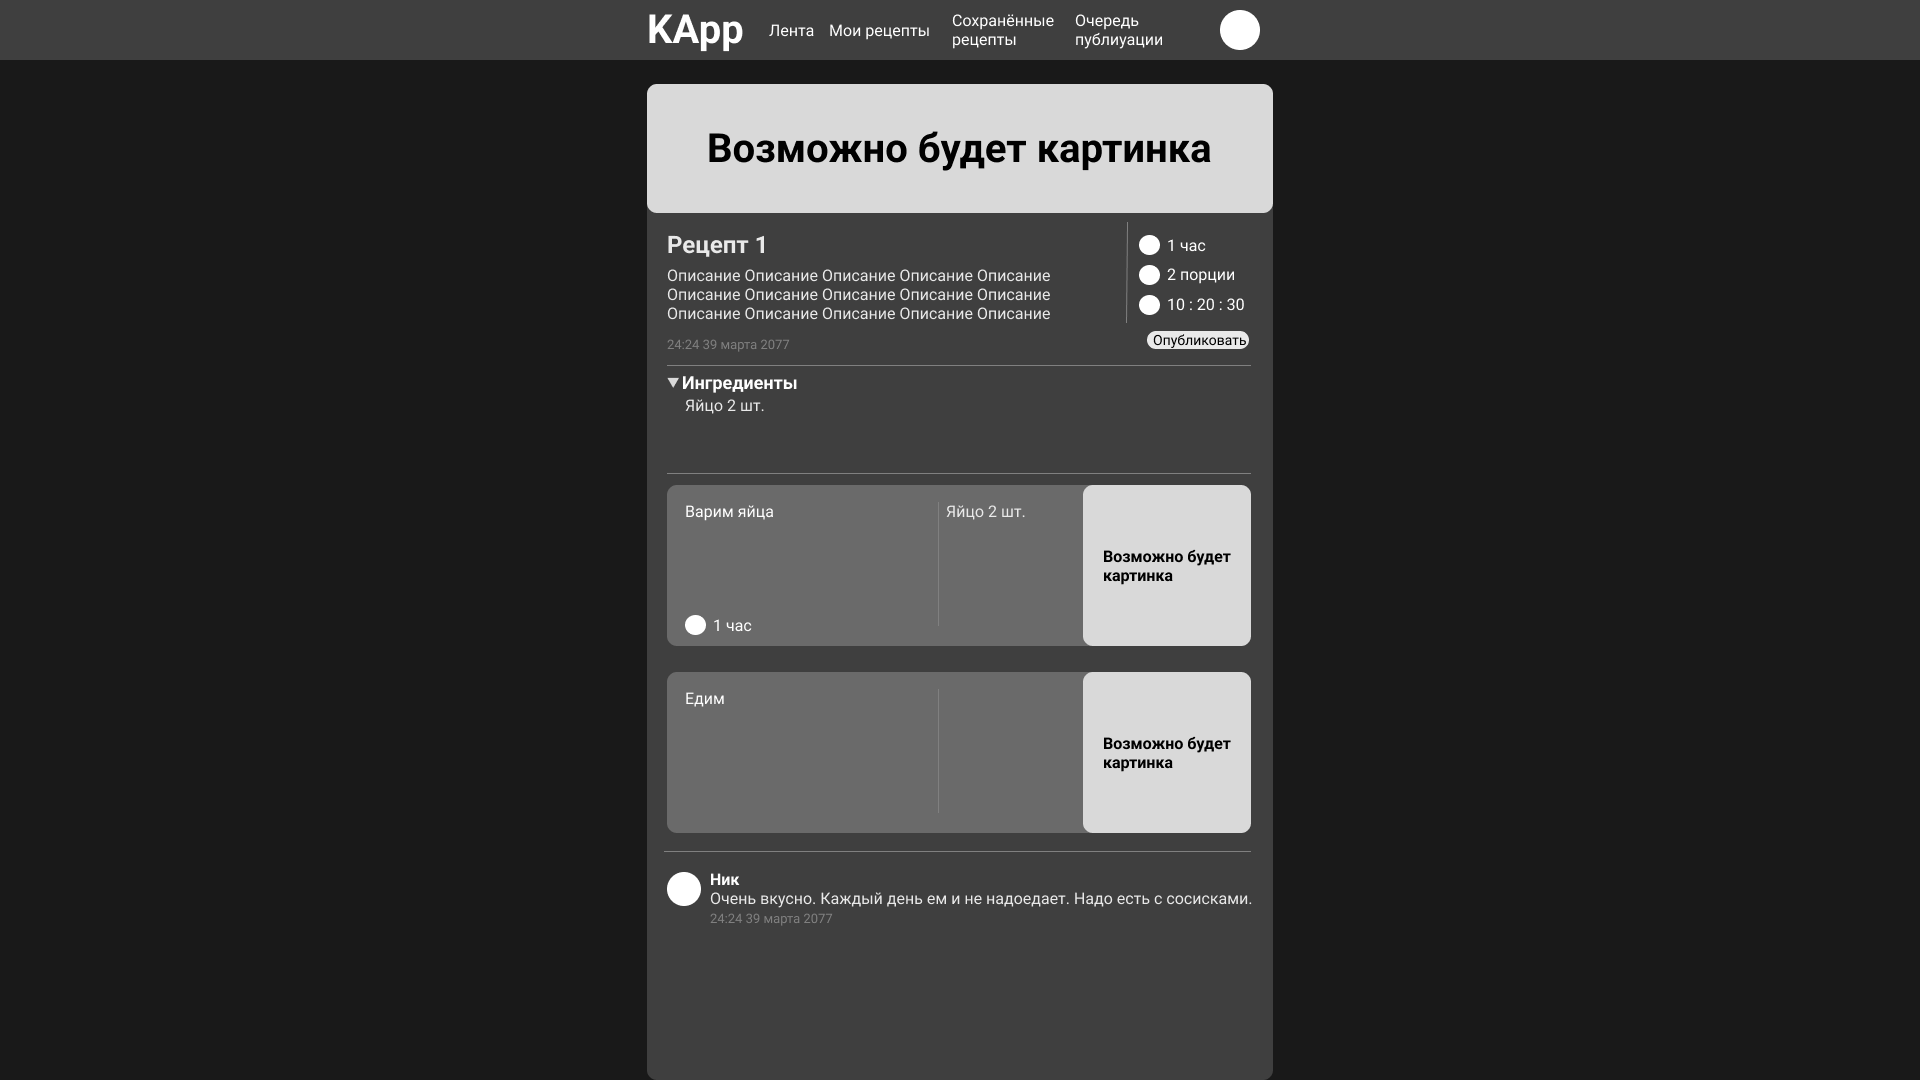 KApp
Лента
Мои рецепты
Сохранённые
рецепты
Очередь
публиуации
Возможно будет картинка
Рецепт 1
Описание Описание Описание Описание Описание
Описание Описание Описание Описание Описание
Описание Описание Описание Описание Описание
24:24 39 марта 2077
1 час
2 порции
10 : 20 : 30
Опубликовать
Ингредиенты
Яйцо 2 шт.
Варим яйца
Яйцо 2 шт.
1 час
Возможно будет
картинка
Едим
Возможно будет
картинка
Ник
Очень вкусно. Каждый день ем и не надоедает. Надо есть с сосисками.
24:24 39 марта 2077